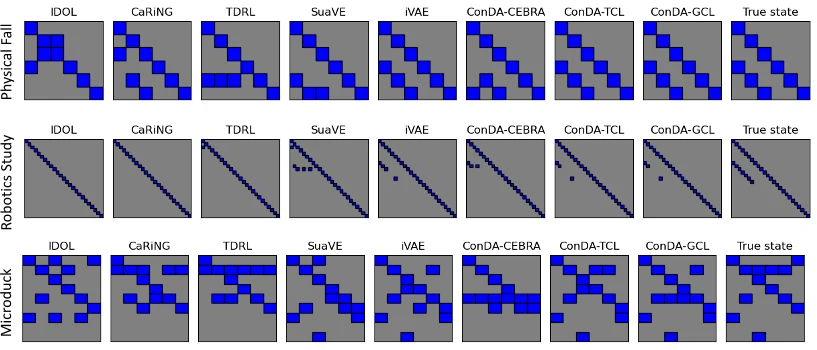 Physical Fall
IDOL CaRiNG TDRL SuaVE iVAE ConDA-CEBRA ConDA-TCL ConDA-GCL True state
Robotics Study
IDOL CaRiNG TDRL SuaVE iVAE ConDA-CEBRA ConDA-TCL ConDA-GCL True state
Microduck
IDOL CaRiNG TDRL SuaVE iVAE ConDA-CEBRA ConDA-TCL ConDA-GCL True state